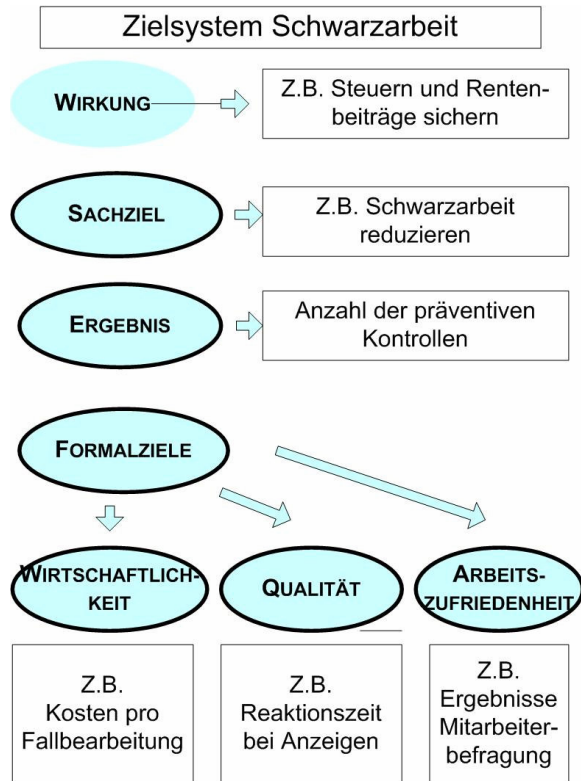 Zielsystem Schwarzarbeit
WIRKUNG
Z.B. Steuern und Renten-
beiträge sichern
SACHZIEL
Z.B. Schwarzarbeit
reduzieren
ERGEBNIS
Anzahl der präventiven
Kontrollen
FORMALZIELE
WIRTSCHAFTLICH-
KEIT
QUALITÄT
ARBEITS-
ZUFRIEDENHEIT
Z.B.
Kosten pro
Fallbearbeitung
Z.B.
Reaktionszeit
bei Anzeigen
Z.B.
Ergebnisse
Mitarbeiter-
befragung